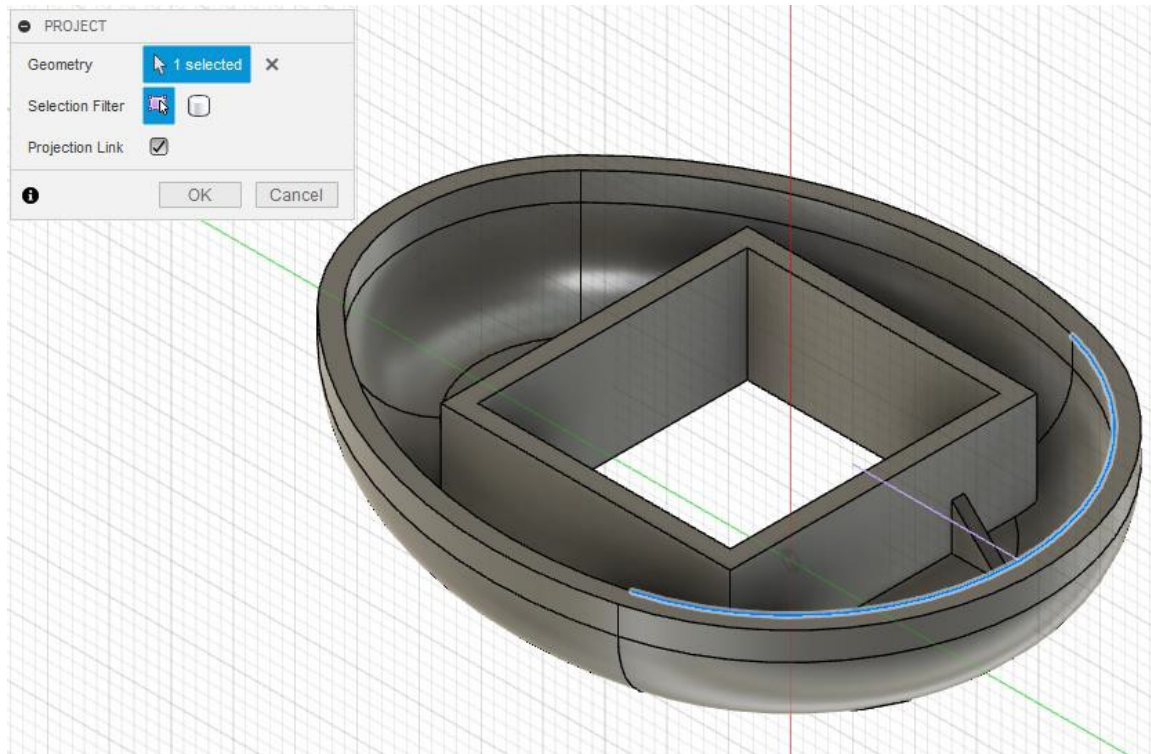 PROJECT
Geometry 1 selected
Selection Filter
Projection Link
OK Cancel